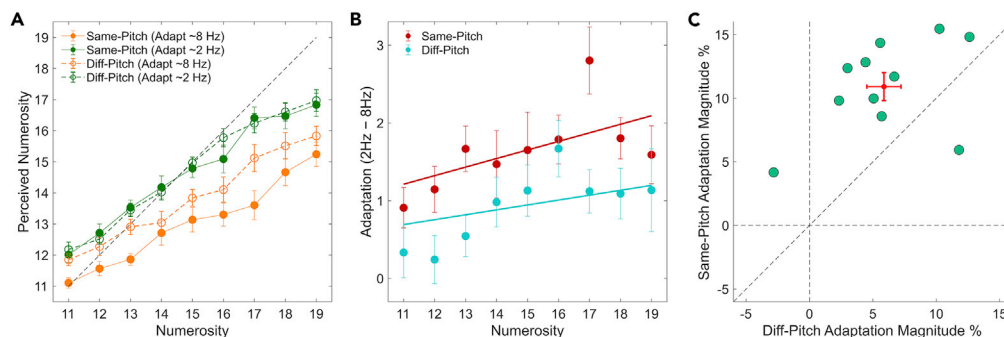 A
Perceived Numerosity
19
18
17
16
15
14
13
12
11
Same-Pitch (Adapt ~8 Hz)
Same-Pitch (Adapt ~2 Hz)
Diff-Pitch (Adapt ~8 Hz)
Diff-Pitch (Adapt ~2 Hz)
11 12 13 14 15 16 17 18 19
Numerosity
B
Adaptation (2Hz – 8Hz)
3
2
1
0
Same-Pitch
Diff-Pitch
11 12 13 14 15 16 17 18 19
Numerosity
C
Same-Pitch Adaptation Magnitude %
15
10
5
0
-5
-5 0 5 10 15
Diff-Pitch Adaptation Magnitude %